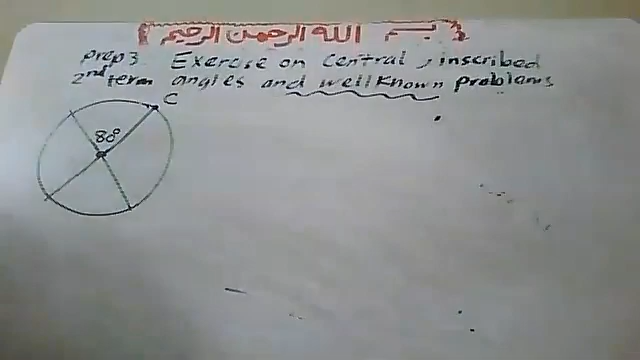 بسم الله الرحمن الرحيم
prep3 Exercise on central, inscribed
2nd term angles and wellknown problems
C
80°